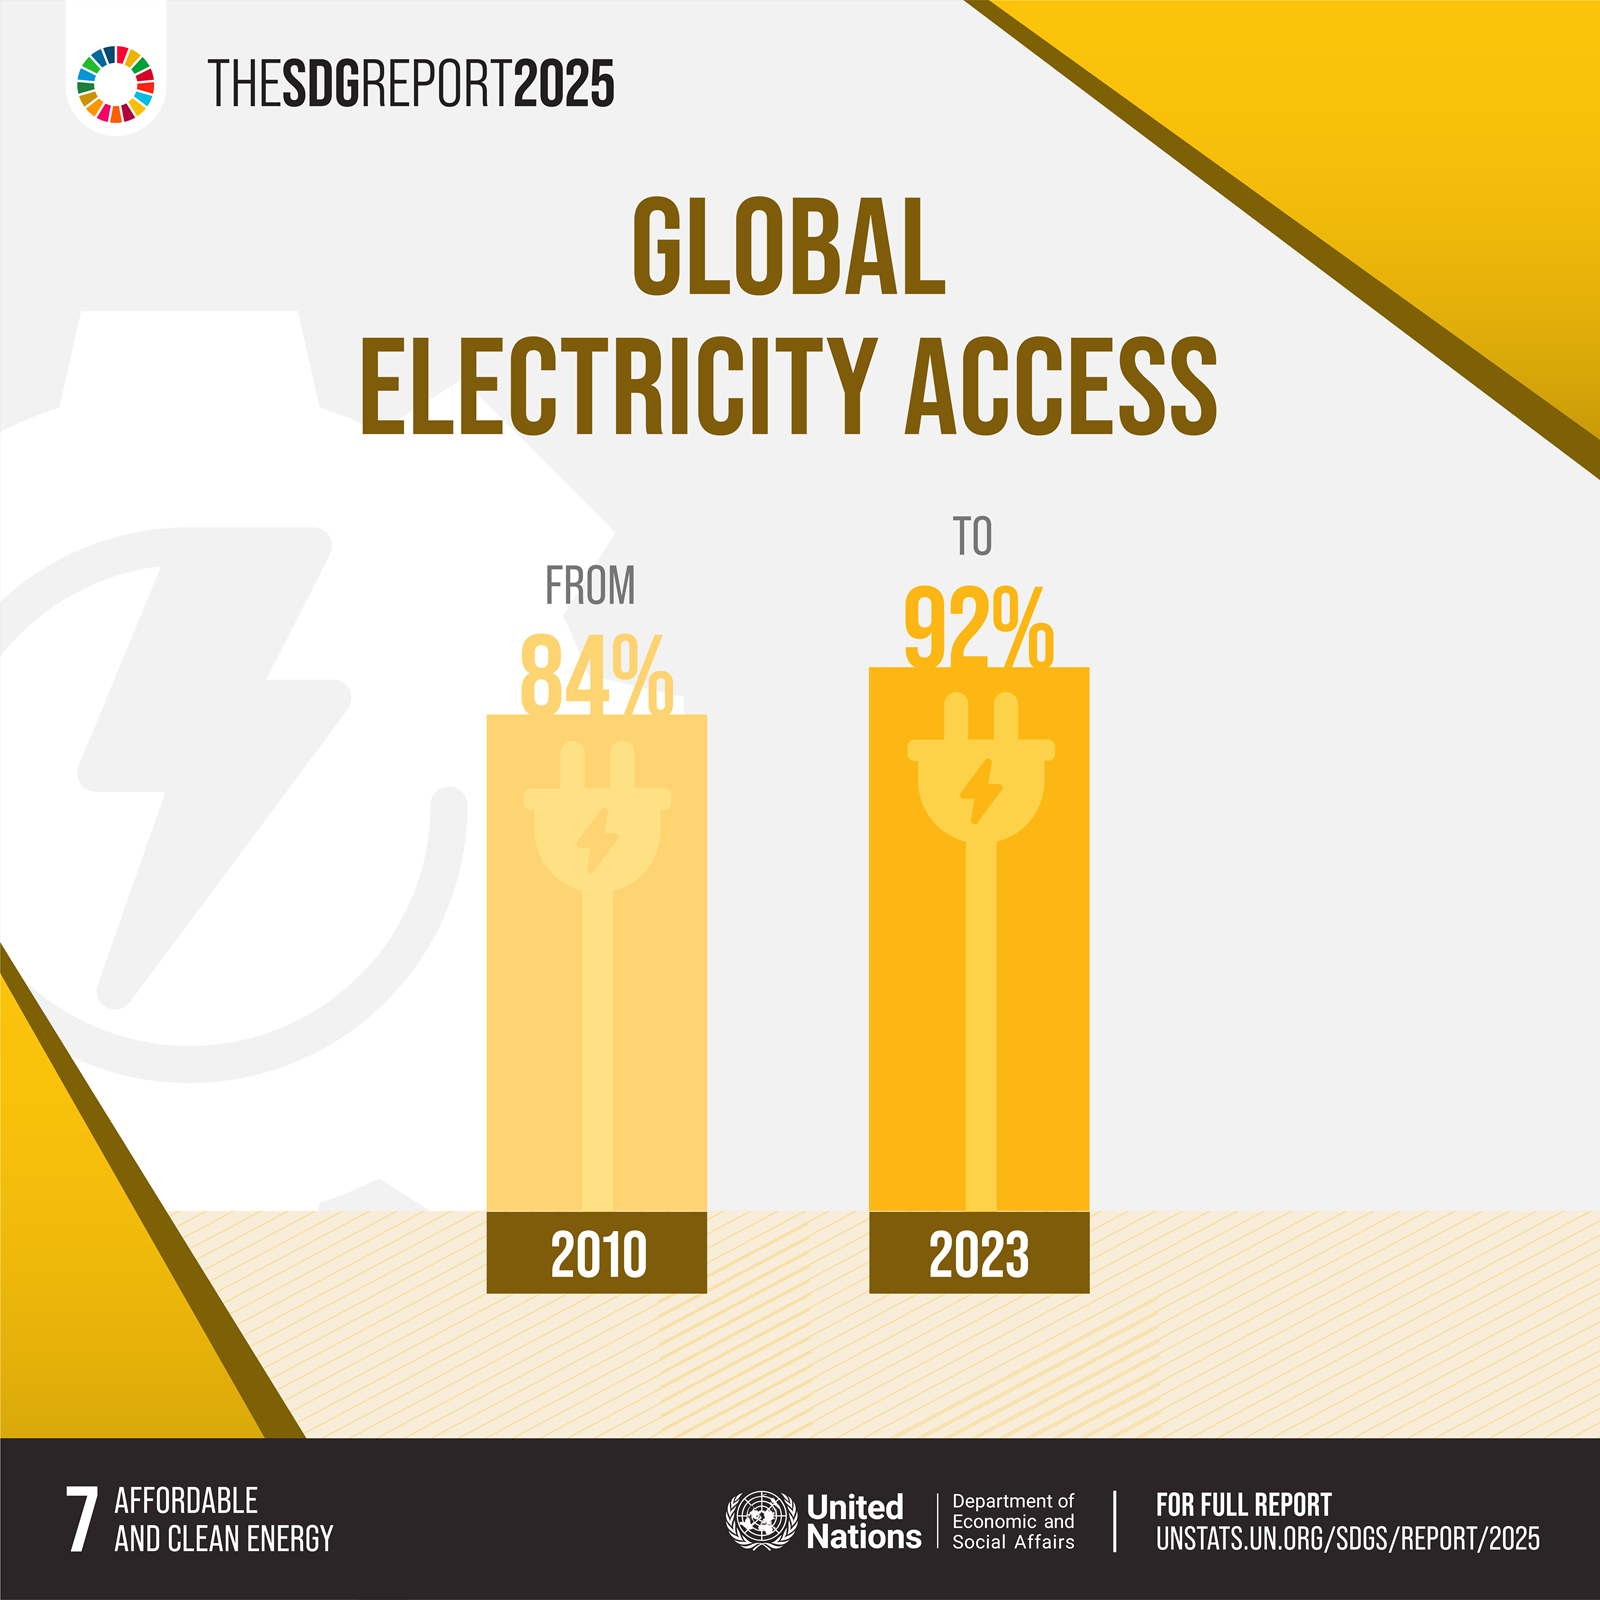 THESDGREPORT2025
GLOBAL
ELECTRICITY ACCESS
FROM
84%
TO
92%
2010
2023
7
AFFORDABLE
AND CLEAN ENERGY
United
Nations
Department of
Economic and
Social Affairs
FOR FULL REPORT
UNSTATS.UN.ORG/SDGS/REPORT/2025